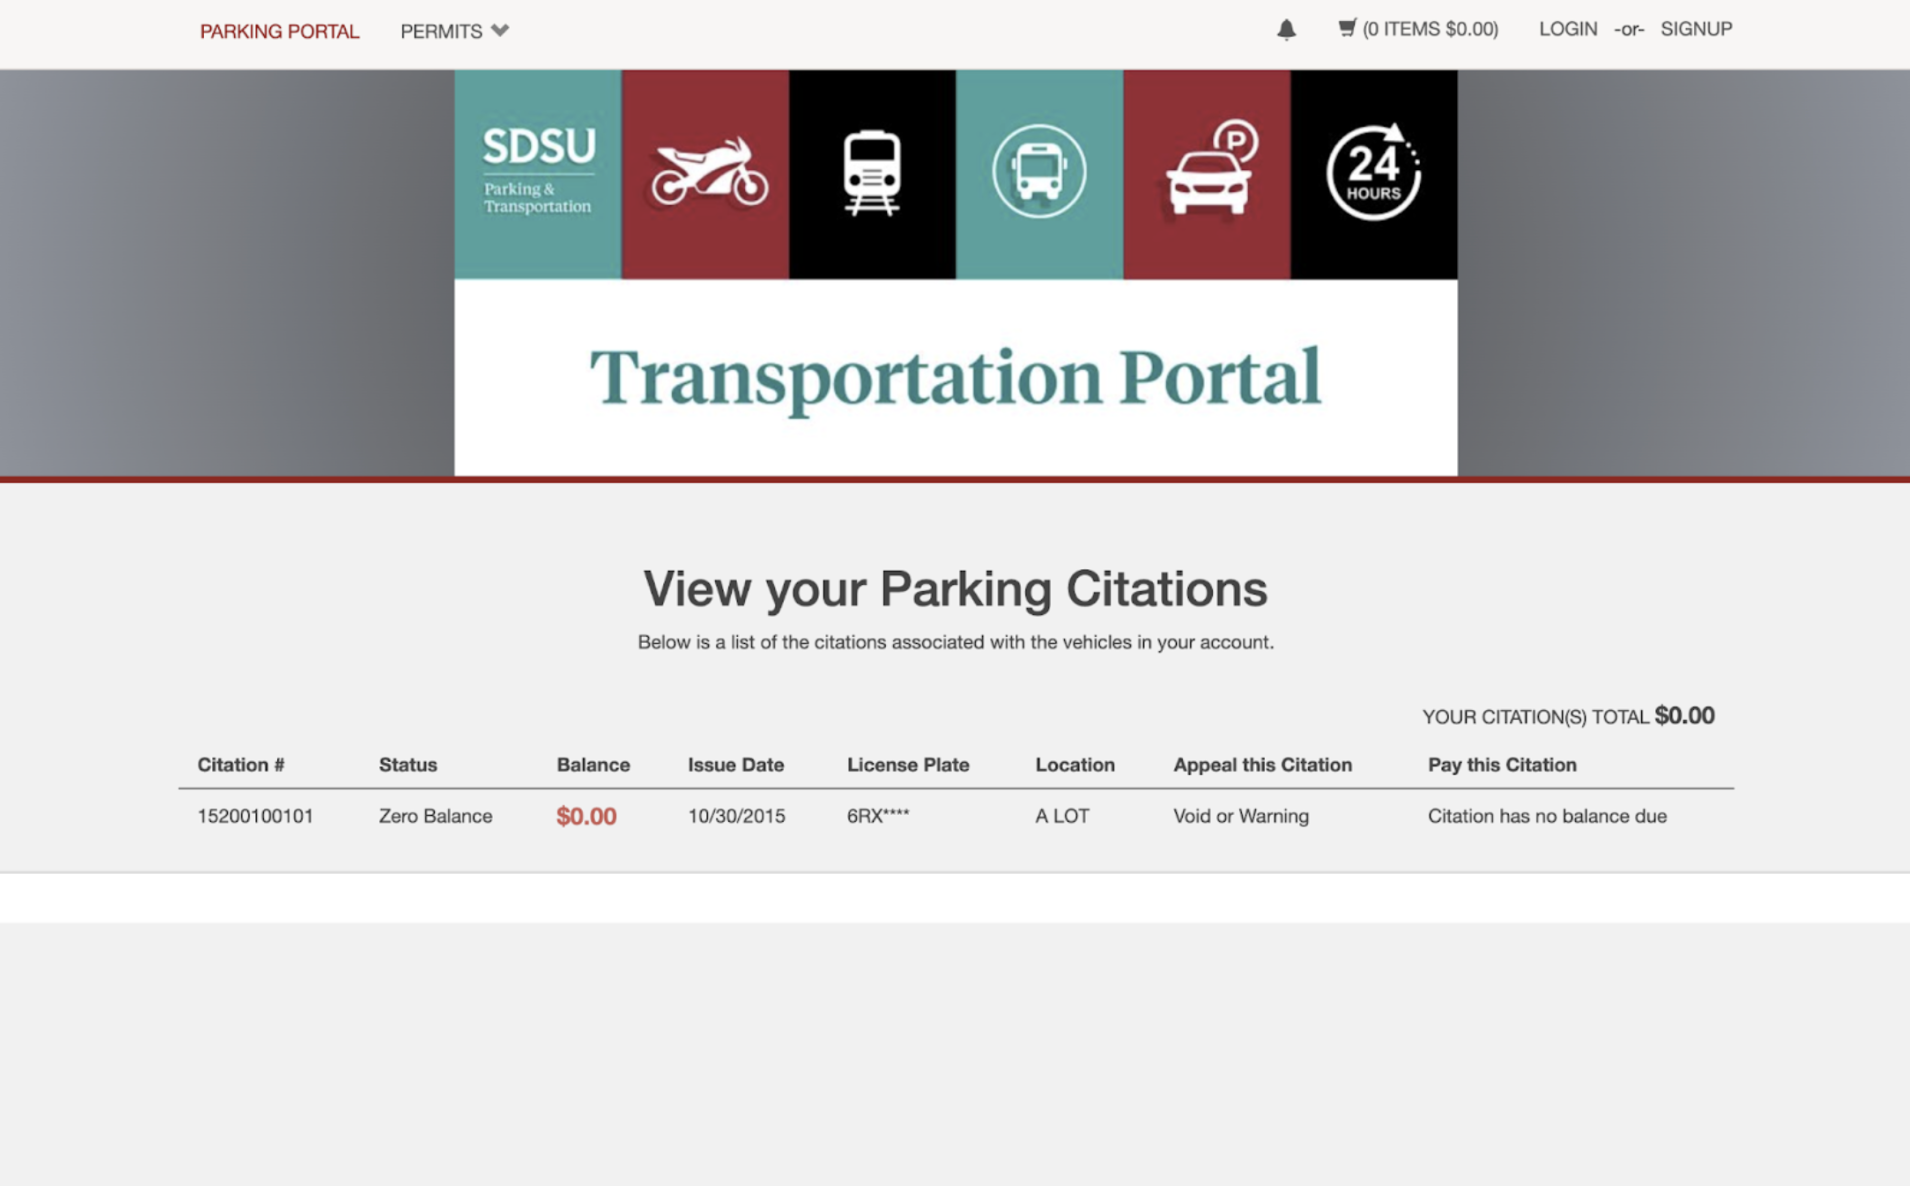 PARKING PORTAL PERMITS (0 ITEMS $0.00) LOGIN -or- SIGNUP
SDSU
Parking &
Transportation
P
24
HOURS
Transportation Portal
View your Parking Citations
Below is a list of the citations associated with the vehicles in your account.
YOUR CITATION(S) TOTAL $0.00
Citation # Status Balance Issue Date License Plate Location Appeal this Citation Pay this Citation
15200100101 Zero Balance $0.00 10/30/2015 6RX**** A LOT Void or Warning Citation has no balance due